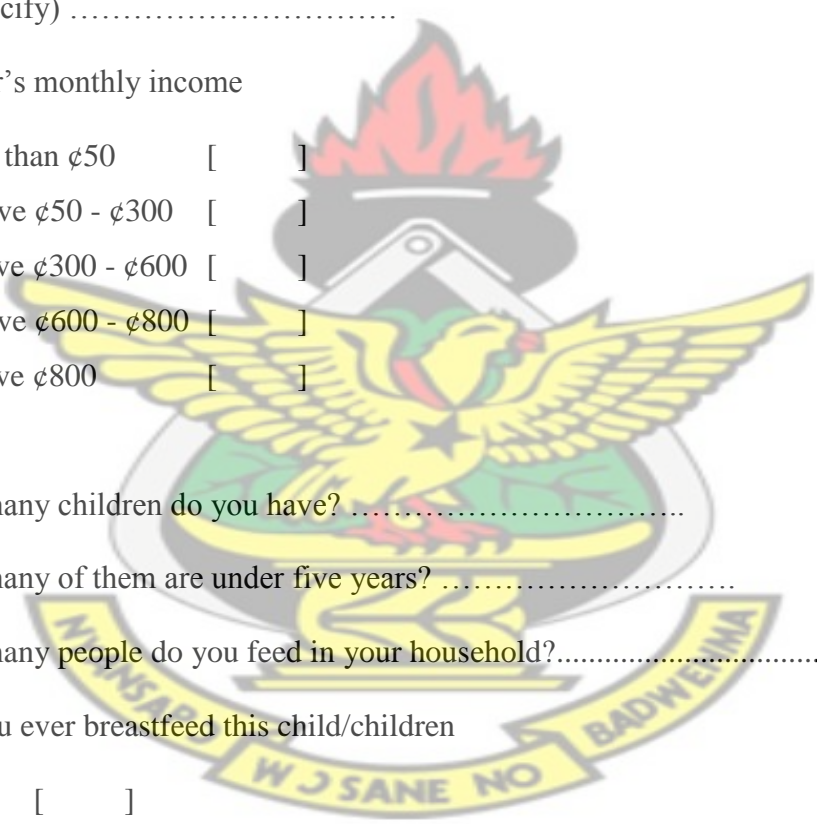 cify) ………………………….
r’s monthly income
than ¢50 [ ]
ve ¢50 - ¢300 [ ]
ve ¢300 - ¢600 [ ]
ve ¢600 - ¢800 [ ]
ve ¢800 [ ]
many children do you have? …………………………..
many of them are under five years? ……………………….
many people do you feed in your household?..................................
u ever breastfeed this child/children
[ ]
NYANSAPO WƆSANE NO BADWENMA